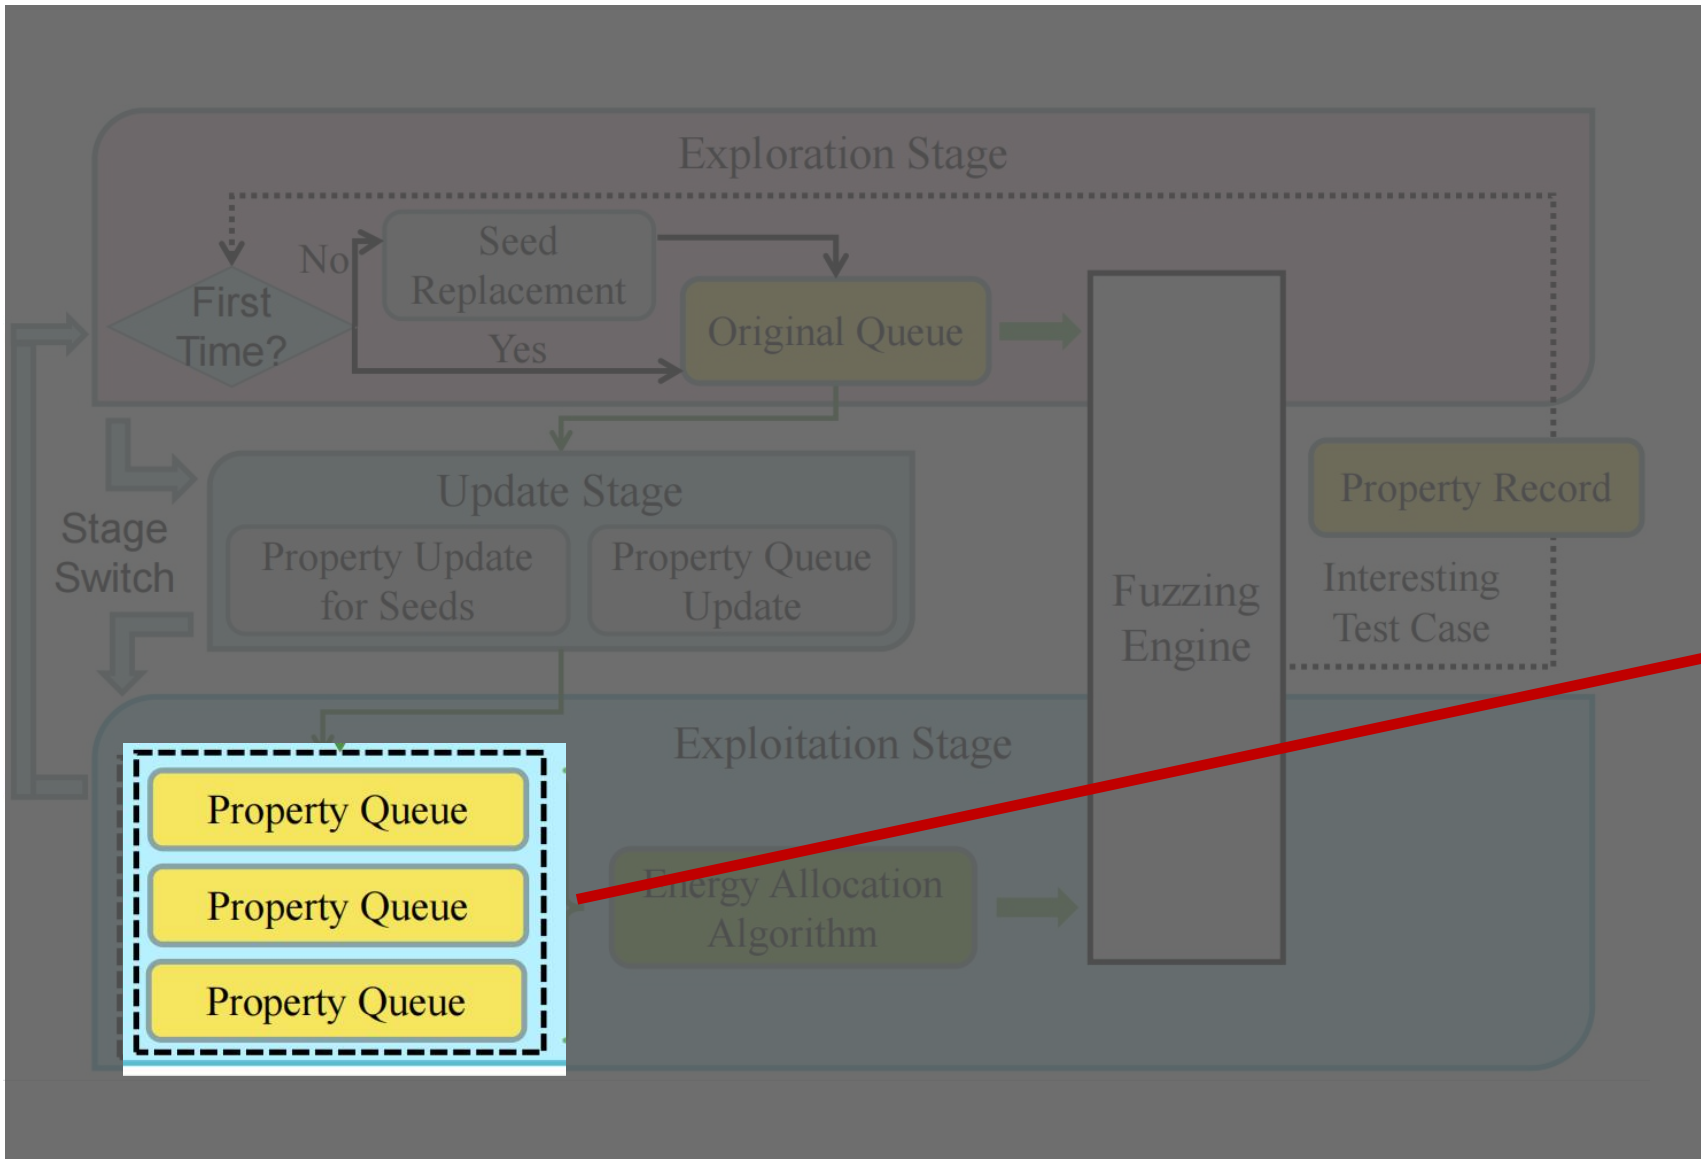 Exploration Stage
No
Seed
Replacement
First
Time?
Yes
Original Queue
Update Stage
Property Update
for Seeds
Property Queue
Update
Stage
Switch
Property Record
Interesting
Test Case
Fuzzing
Engine
Exploitation Stage
Property Queue
Property Queue
Property Queue
Energy Allocation
Algorithm